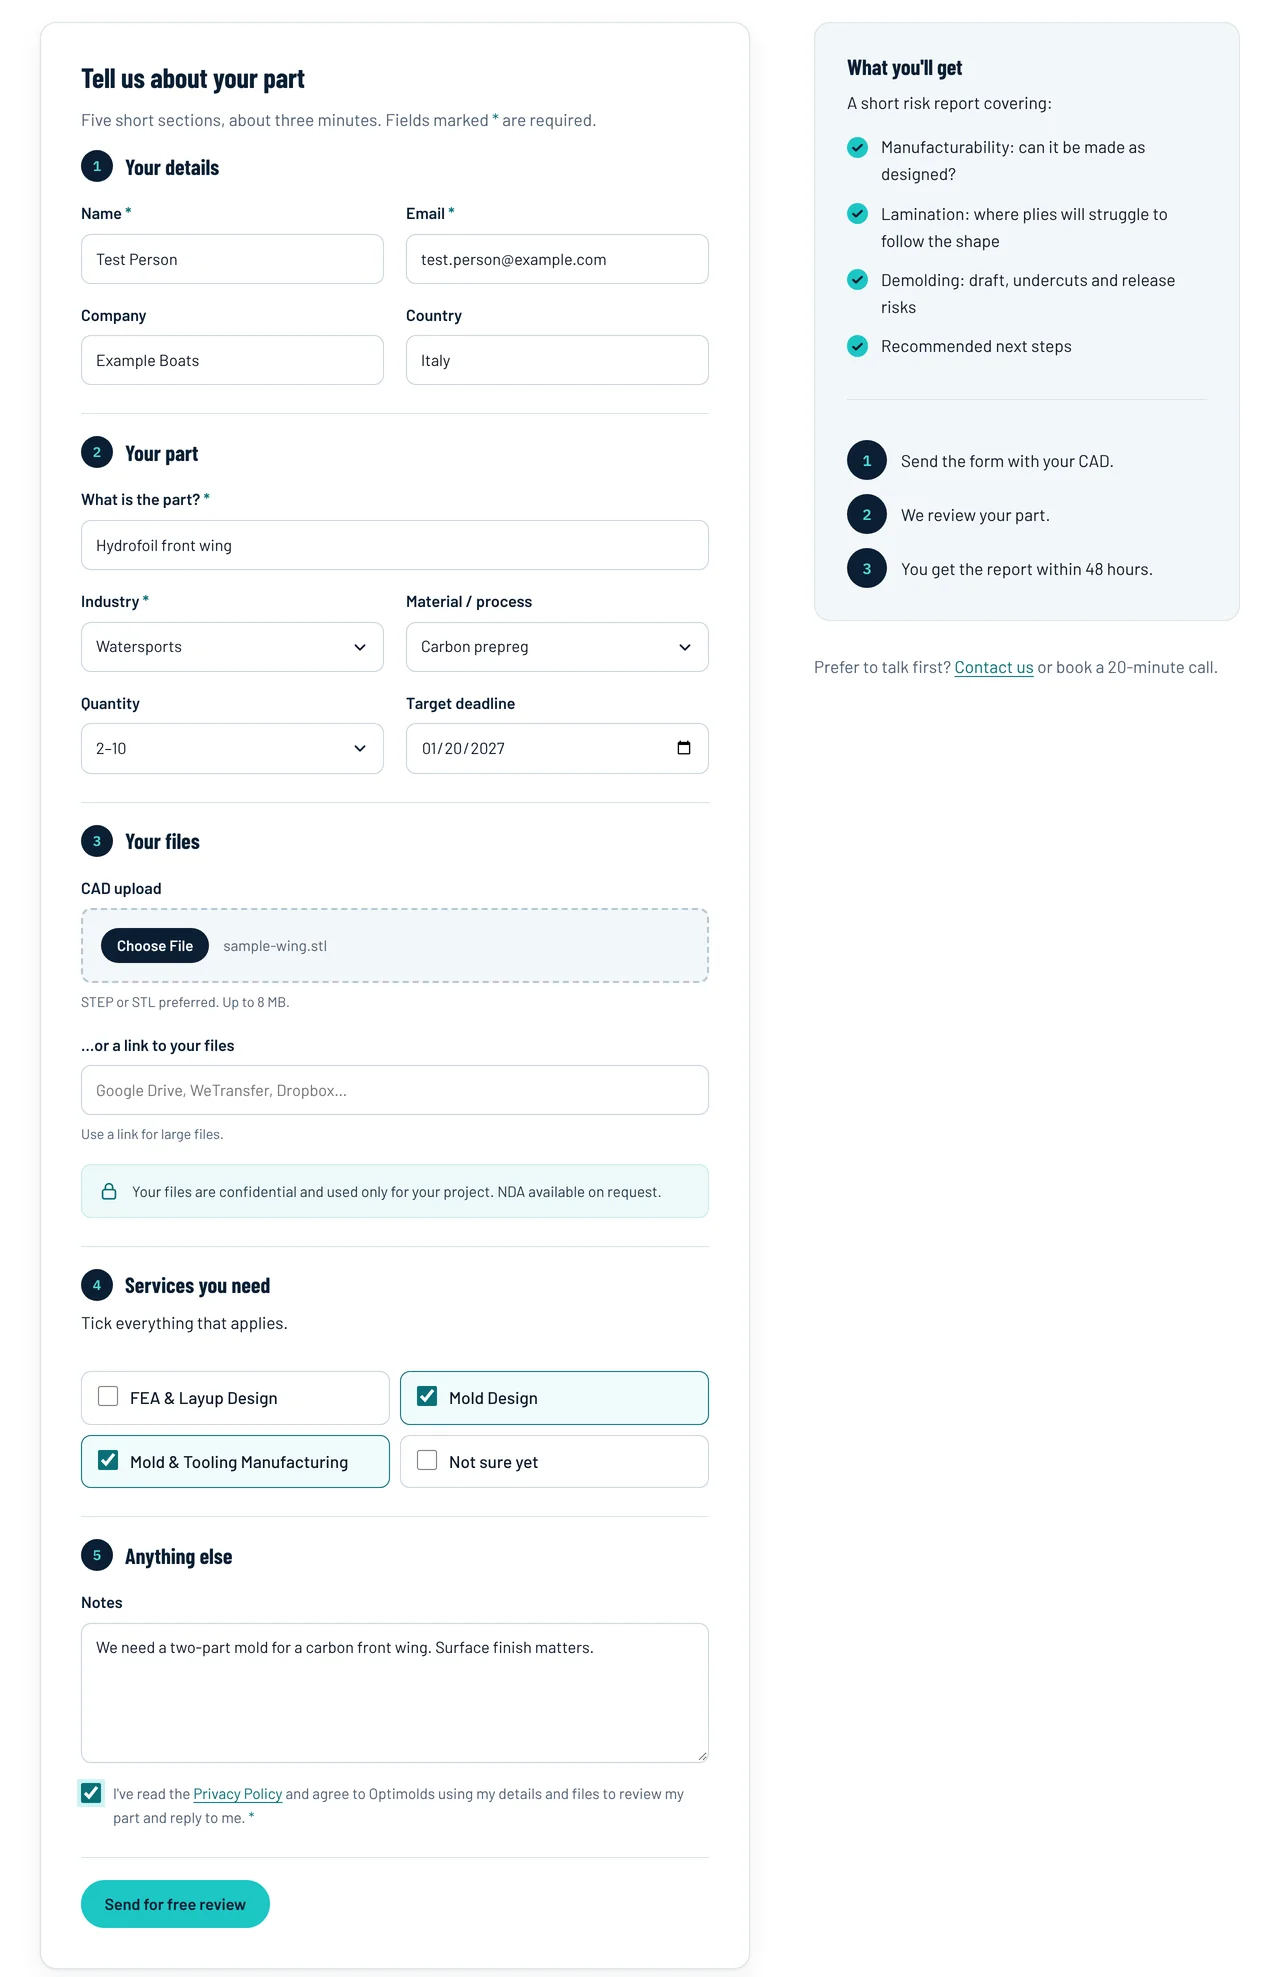 Tell us about your part
Five short sections, about three minutes. Fields marked * are required.
1 Your details
Name *
Email *
Test Person
test.person@example.com
Company
Country
Example Boats
Italy
2 Your part
What is the part? *
Hydrofoil front wing
Industry *
Material / process
Watersports
Carbon prepreg
Quantity
Target deadline
2–10
01/20/2027
3 Your files
CAD upload
Choose File sample-wing.stl
STEP or STL preferred. Up to 8 MB.
...or a link to your files
Google Drive, WeTransfer, Dropbox...
Use a link for large files.
Your files are confidential and used only for your project. NDA available on request.
4 Services you need
Tick everything that applies.
FEA & Layup Design
Mold Design
Mold & Tooling Manufacturing
Not sure yet
5 Anything else
Notes
We need a two-part mold for a carbon front wing. Surface finish matters.
I've read the Privacy Policy and agree to Optimolds using my details and files to review my
part and reply to me. *
Send for free review
What you'll get
A short risk report covering:
Manufacturability: can it be made as
designed?
Lamination: where plies will struggle to
follow the shape
Demolding: draft, undercuts and release
risks
Recommended next steps
1 Send the form with your CAD.
2 We review your part.
3 You get the report within 48 hours.
Prefer to talk first? Contact us or book a 20-minute call.